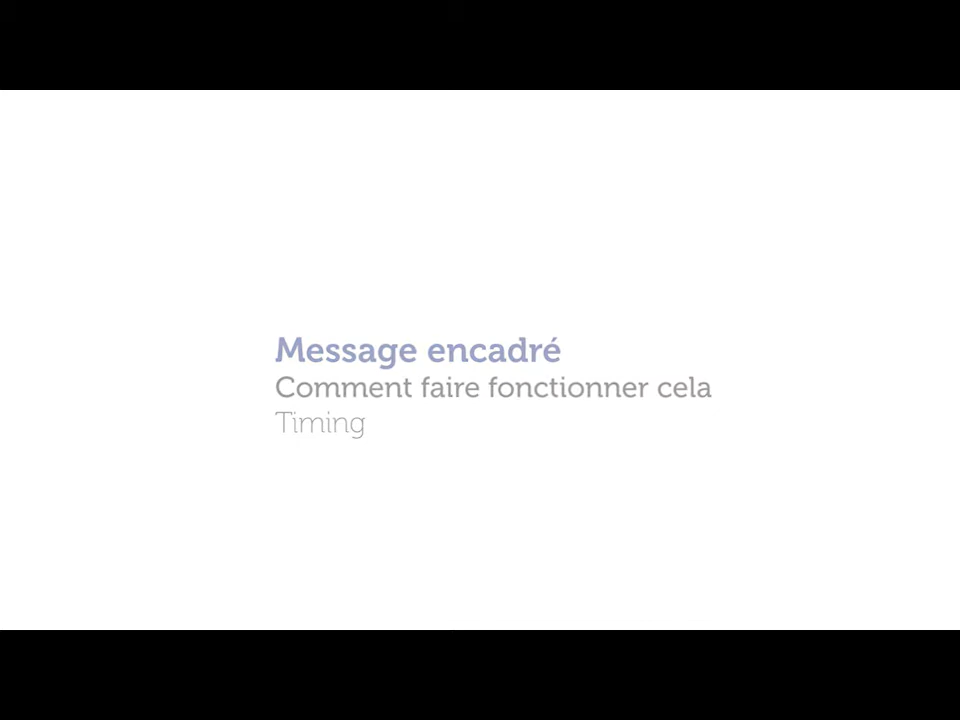 Message encadré
Comment faire fonctionner cela
Timing